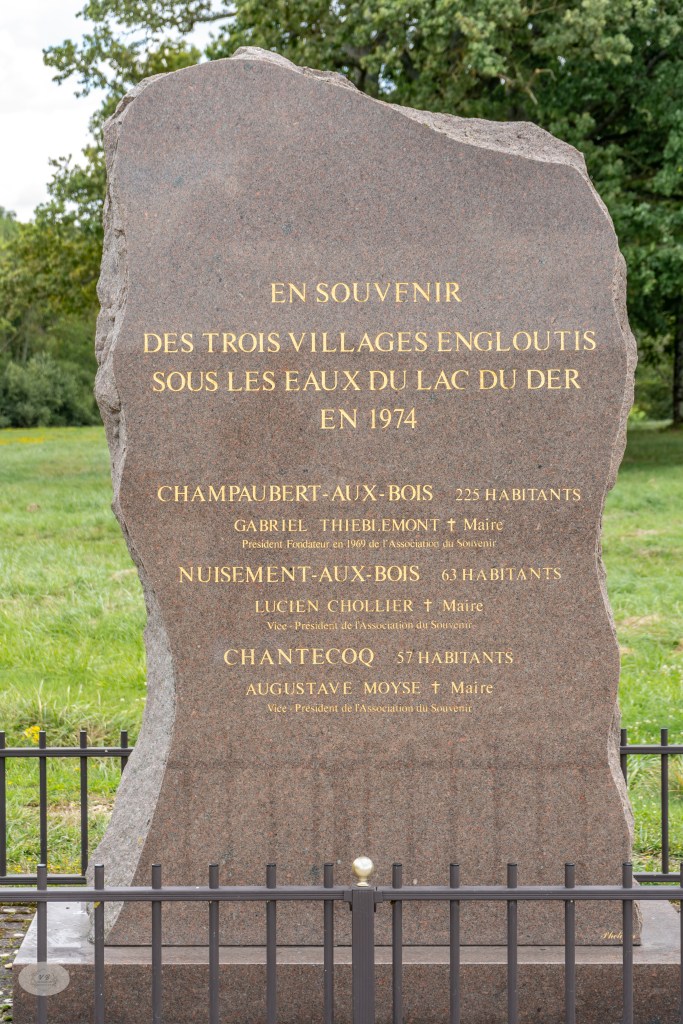 EN SOUVENIR
DES TROIS VILLAGES ENGLOUTIS
SOUS LES EAUX DU LAC DU DER
EN 1974
CHAMPAUBERT-AUX-BOIS 225 HABITANTS
GABRIEL THIEBLEMONT † Maire
Président Fondateur en 1969 de l'Association du Souvenir
NUISEMENT-AUX-BOIS 63 HABITANTS
LUCIEN CHOLLIER † Maire
Vice-Président de l'Association du Souvenir
CHANTECOQ 57 HABITANTS
AUGUSTAVE MOYSE † Maire
Vice-Président de l'Association du Souvenir